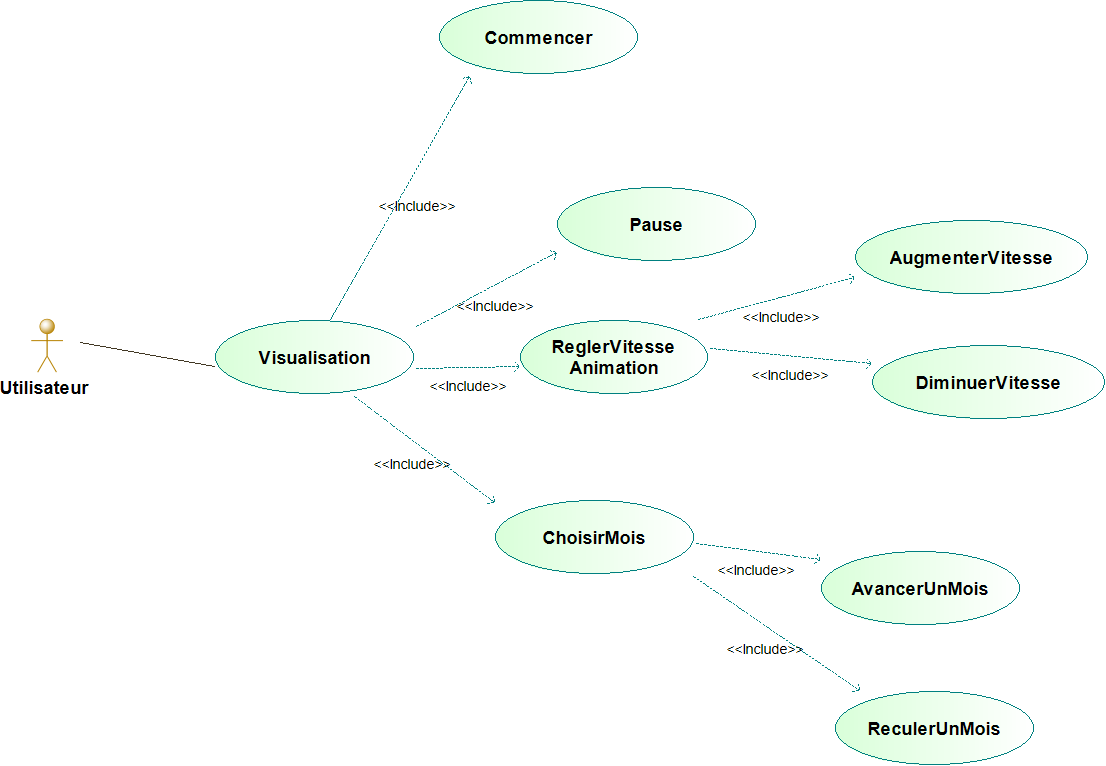 Commencer
<<Include>>
Pause
<<Include>>
AugmenterVitesse
<<Include>>
Utilisateur
Visualisation
<<Include>>
ReglerVitesse
Animation
<<Include>>
DiminuerVitesse
<<Include>>
ChoisirMois
<<Include>>
AvancerUnMois
<<Include>>
ReculerUnMois